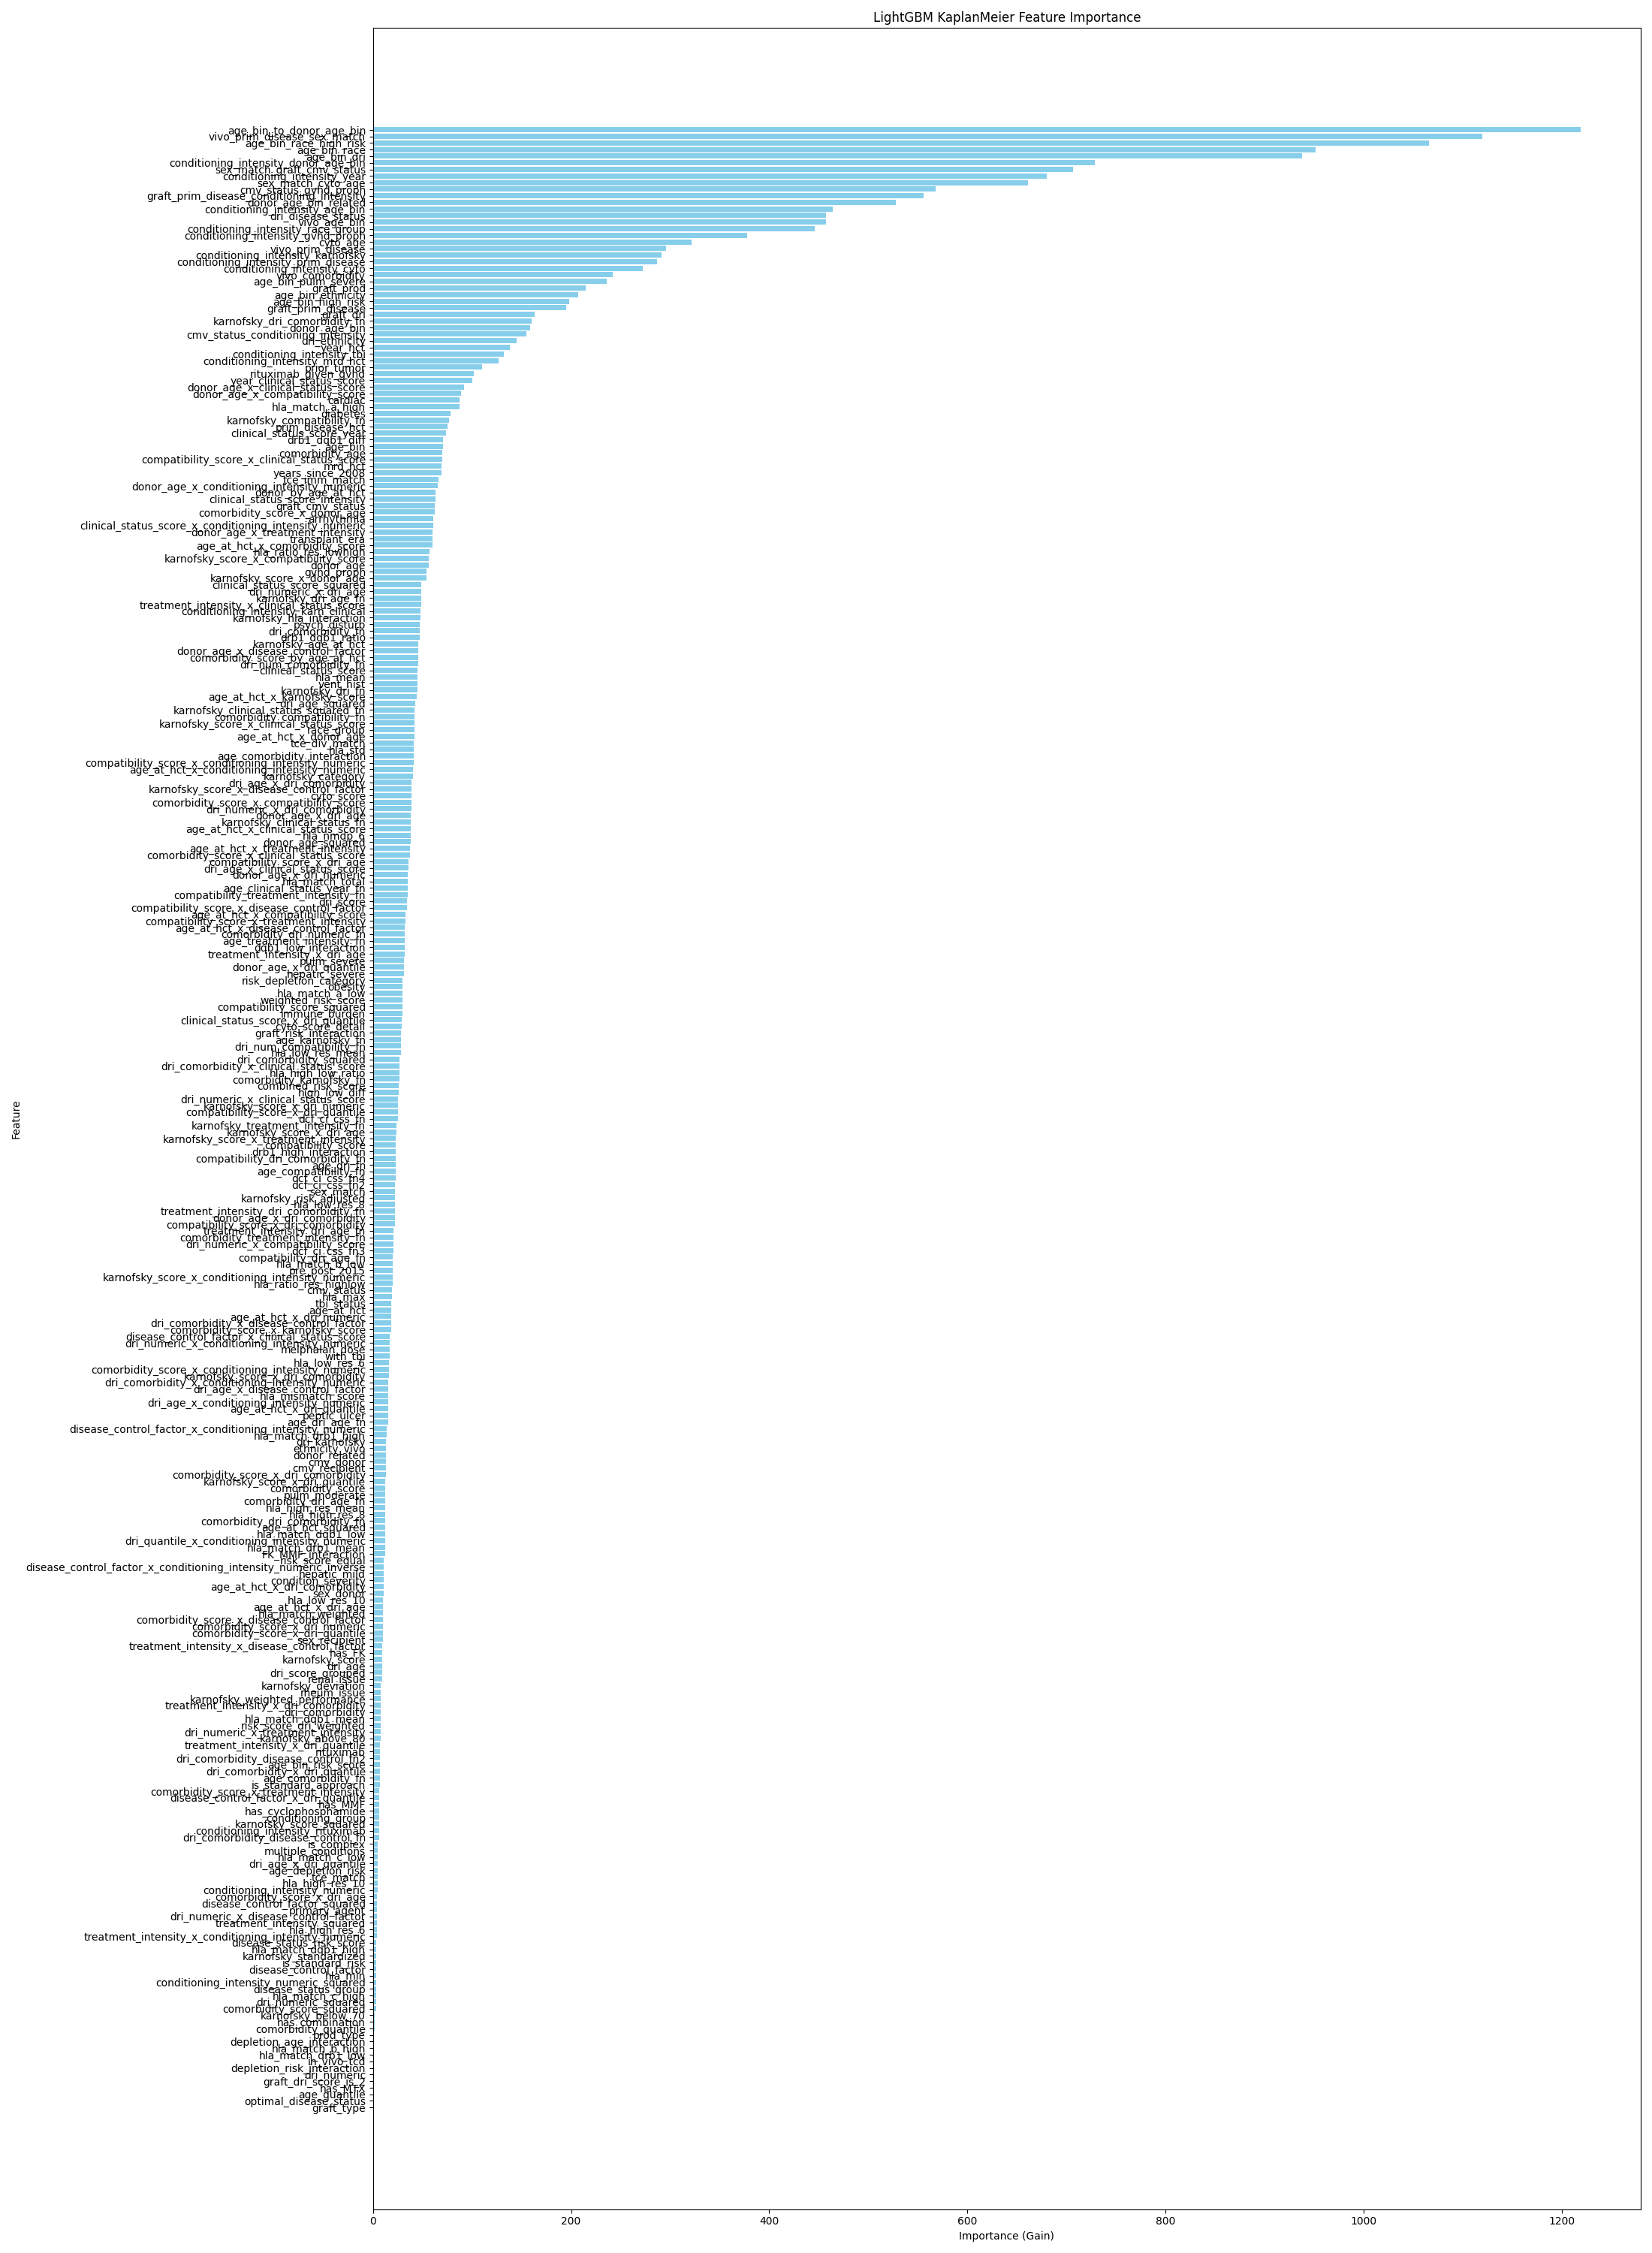 LightGBM KaplanMeier Feature Importance
age_bin_to_donor_age_bin
vivo_prim_disease_sex_match
age_bin_race_high_risk
age_bin_race
age_bin_dri
conditioning_intensity_donor_age_bin
sex_match_graft_cmv_status
conditioning_intensity_year
sex_match_cyto_age
cmv_status_gvhd_proph
graft_prim_disease_conditioning_intensity
donor_age_bin_related
conditioning_intensity_age_bin
dri_disease_status
vivo_age_bin
conditioning_intensity_race_group
conditioning_intensity_gvhd_proph
cyto_age
vivo_prim_disease
conditioning_intensity_karnofsky
conditioning_intensity_prim_disease
conditioning_intensity_cyto
vivo_comorbidity
age_bin_pulm_severe
graft_prod
age_bin_ethnicity
age_bin_high_risk
graft_prim_disease
graft_dri
karnofsky_dri_comorbidity_fn
donor_age_bin
cmv_status_conditioning_intensity
dri_ethnicity
year_hct
conditioning_intensity_tbi
conditioning_intensity_mrd_hct
prior_tumor
rituximab_given_gvhd
year_clinical_status_score
donor_age_x_clinical_status_score
donor_age_x_compatibility_score
cardiac
hla_match_a_high
diabetes
karnofsky_compatibility_fn
prim_disease_hct
clinical_status_score_year
drb1_dqb1_diff
age_bin
comorbidity_age
compatibility_score_x_clinical_status_score
mrd_hct
years_since_2008
tce_imm_match
donor_age_x_conditioning_intensity_numeric
donor_by_age_at_hct
clinical_status_score_intensity
graft_cmv_status
comorbidity_score_x_donor_age
arrhythmia
clinical_status_score_x_conditioning_intensity_numeric
donor_age_x_treatment_intensity
transplant_era
age_at_hct_x_comorbidity_score
hla_ratio_res_lowhigh
karnofsky_score_x_compatibility_score
donor_age
gvhd_proph
karnofsky_score_x_donor_age
clinical_status_score_squared
dri_numeric_x_dri_age
karnofsky_dri_age_fn
treatment_intensity_x_clinical_status_score
conditioning_intensity_karn_clinical
karnofsky_hla_interaction
psych_disturb
dri_comorbidity_fn
drb1_dqb1_ratio
karnofsky_age_at_hct
donor_age_x_disease_control_factor
comorbidity_score_by_age_at_hct
dri_num_comorbidity_fn
clinical_status_score
hla_mean
vent_hist
karnofsky_dri_fn
age_at_hct_x_karnofsky_score
dri_age_squared
karnofsky_clinical_status_squared_fn
comorbidity_compatibility_fn
karnofsky_score_x_clinical_status_score
race_group
age_at_hct_x_donor_age
tce_div_match
hla_std
age_comorbidity_interaction
compatibility_score_x_conditioning_intensity_numeric
age_at_hct_x_conditioning_intensity_numeric
karnofsky_category
dri_age_x_dri_comorbidity
karnofsky_score_x_disease_control_factor
cyto_score
comorbidity_score_x_compatibility_score
dri_numeric_x_dri_comorbidity
donor_age_x_dri_age
karnofsky_clinical_status_fn
age_at_hct_x_clinical_status_score
hla_nmdp_6
donor_age_squared
age_at_hct_x_treatment_intensity
comorbidity_score_x_clinical_status_score
compatibility_score_x_dri_age
dri_age_x_clinical_status_score
donor_age_x_dri_numeric
hla_match_total
age_clinical_status_year_fn
compatibility_treatment_intensity_fn
dri_score
compatibility_score_x_disease_control_factor
age_at_hct_x_compatibility_score
compatibility_score_x_treatment_intensity
age_at_hct_x_disease_control_factor
comorbidity_dri_numeric_fn
age_treatment_intensity_fn
dqb1_low_interaction
treatment_intensity_x_dri_age
pulm_severe
donor_age_x_dri_quantile
hepatic_severe
risk_depletion_category
obesity
hla_match_a_low
weighted_risk_score
compatibility_score_squared
immune_burden
clinical_status_score_x_dri_quantile
cyto_score_detail
graft_risk_interaction
age_karnofsky_fn
dri_num_compatibility_fn
hla_low_res_mean
dri_comorbidity_squared
dri_comorbidity_x_clinical_status_score
hla_high_low_ratio
comorbidity_karnofsky_fn
combined_risk_score
high_low_diff
dri_numeric_x_clinical_status_score
karnofsky_score_x_dri_numeric
compatibility_score_x_dri_quantile
dcf_ci_css_fn
karnofsky_treatment_intensity_fn
karnofsky_score_x_dri_age
karnofsky_score_x_treatment_intensity
compatibility_score
drb1_high_interaction
compatibility_dri_comorbidity_fn
age_dri_fn
age_compatibility_fn
dcf_ci_css_fn4
dcf_ci_css_fn2
sex_match
karnofsky_risk_adjusted
hla_low_res_8
treatment_intensity_dri_comorbidity_fn
donor_age_x_dri_comorbidity
compatibility_score_x_dri_comorbidity
treatment_intensity_dri_age_fn
comorbidity_treatment_intensity_fn
dri_numeric_x_compatibility_score
dcf_ci_css_fn3
compatibility_dri_age_fn
hla_match_b_low
pre_post_2015
karnofsky_score_x_conditioning_intensity_numeric
hla_ratio_res_highlow
cmv_status
hla_max
tbi_status
age_at_hct
age_at_hct_x_dri_numeric
dri_comorbidity_x_disease_control_factor
comorbidity_score_x_karnofsky_score
disease_control_factor_x_clinical_status_score
dri_numeric_x_conditioning_intensity_numeric
melphalan_dose
with_tbi
hla_low_res_6
comorbidity_score_x_conditioning_intensity_numeric
karnofsky_score_x_dri_comorbidity
dri_comorbidity_x_conditioning_intensity_numeric
dri_age_x_disease_control_factor
hla_mismatch_score
dri_age_x_conditioning_intensity_numeric
age_at_hct_x_dri_quantile
peptic_ulcer
age_dri_age_fn
disease_control_factor_x_conditioning_intensity_numeric
hla_match_drb1_high
dri_karnofsky
ethnicity_vivo
donor_related
cmv_donor
cmv_recipient
comorbidity_score_x_dri_comorbidity
karnofsky_score_x_dri_quantile
comorbidity_score
pulm_moderate
comorbidity_dri_age_fn
hla_high_res_mean
hla_high_res_8
comorbidity_dri_comorbidity_fn
age_at_hct_squared
hla_match_dqb1_low
dri_quantile_x_conditioning_intensity_numeric
hla_match_drb1_mean
FK_MMF_interaction
risk_score_equal
disease_control_factor_x_conditioning_intensity_numeric_inverse
hepatic_mild
condition_severity
age_at_hct_x_dri_comorbidity
sex_donor
hla_low_res_10
age_at_hct_x_dri_age
hla_match_weighted
comorbidity_score_x_disease_control_factor
comorbidity_score_x_dri_numeric
comorbidity_score_x_dri_quantile
sex_recipient
treatment_intensity_x_disease_control_factor
has_FK
karnofsky_score
dri_age
dri_score_grouped
renal_issue
karnofsky_deviation
rheum_issue
karnofsky_weighted_performance
treatment_intensity_x_dri_comorbidity
dri_comorbidity
hla_match_dqb1_mean
risk_score_dri_weighted
dri_numeric_x_treatment_intensity
karnofsky_above_80
treatment_intensity_x_dri_quantile
rituximab
dri_comorbidity_disease_control_fn2
age_bin_risk_score
dri_comorbidity_x_dri_quantile
age_comorbidity_fn
is_standard_approach
comorbidity_score_x_treatment_intensity
disease_control_factor_x_dri_quantile
has_MMF
has_cyclophosphamide
conditioning_group
karnofsky_score_squared
conditioning_intensity_rituximab
dri_comorbidity_disease_control_fn
is_complex
multiple_conditions
hla_match_c_low
dri_age_x_dri_quantile
age_depletion_risk
tce_match
hla_high_res_10
conditioning_intensity_numeric
comorbidity_score_x_dri_age
disease_control_factor_squared
primary_agent
dri_numeric_x_disease_control_factor
treatment_intensity_squared
hla_high_res_6
treatment_intensity_x_conditioning_intensity_numeric
disease_status_risk_score
hla_match_dqb1_high
karnofsky_standardized
is_standard_risk
disease_control_factor
hla_min
conditioning_intensity_numeric_squared
disease_status_group
hla_match_c_high
dri_numeric_squared
comorbidity_score_squared
karnofsky_below_70
has_combination
comorbidity_quantile
prod_type
depletion_age_interaction
hla_match_b_high
hla_match_drb1_low
in_vivo_tcd
depletion_risk_interaction
dri_numeric
graft_dri_score_is_2
has_MTX
age_quantile
optimal_disease_status
graft_type
Feature
0 200 400 600 800 1000 1200
Importance (Gain)